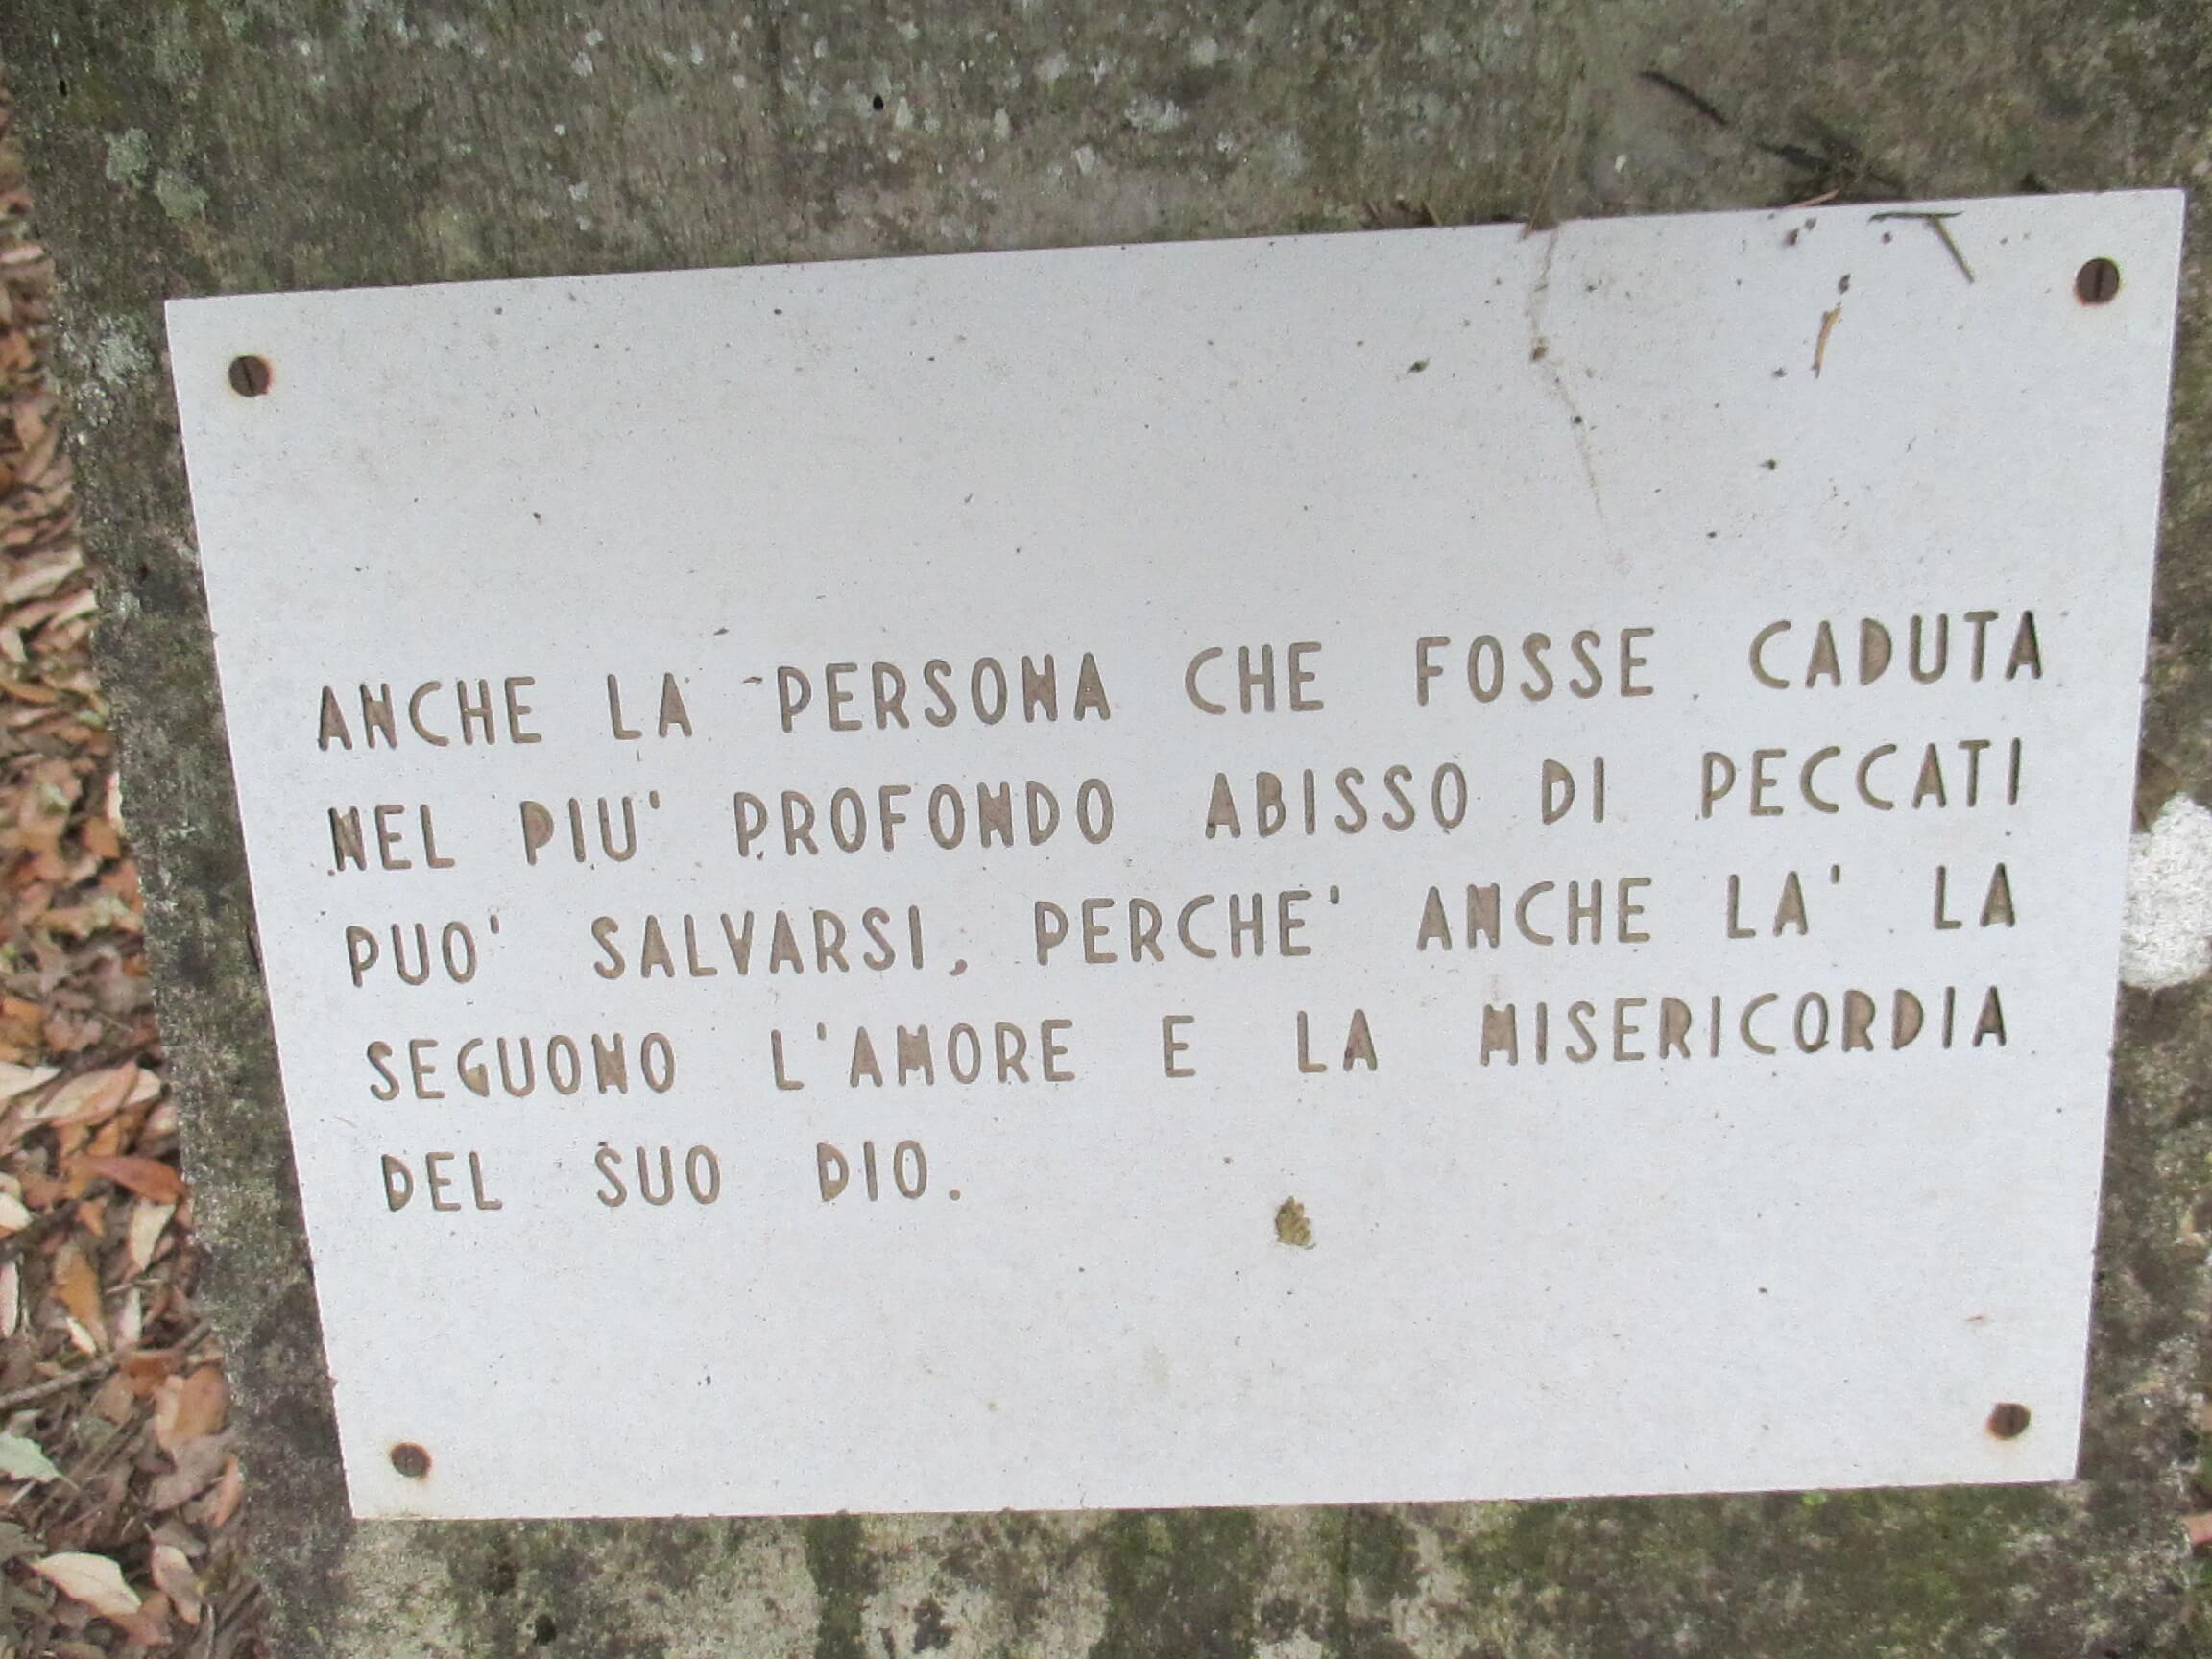 ANCHE LA PERSONA CHE FOSSE CADUTA
NEL PIU' PROFONDO ABISSO DI PECCATI
PUO' SALVARSI, PERCHE' ANCHE LA' LA
SEGUONO L'AMORE E LA MISERICORDIA
DEL SUO DIO.